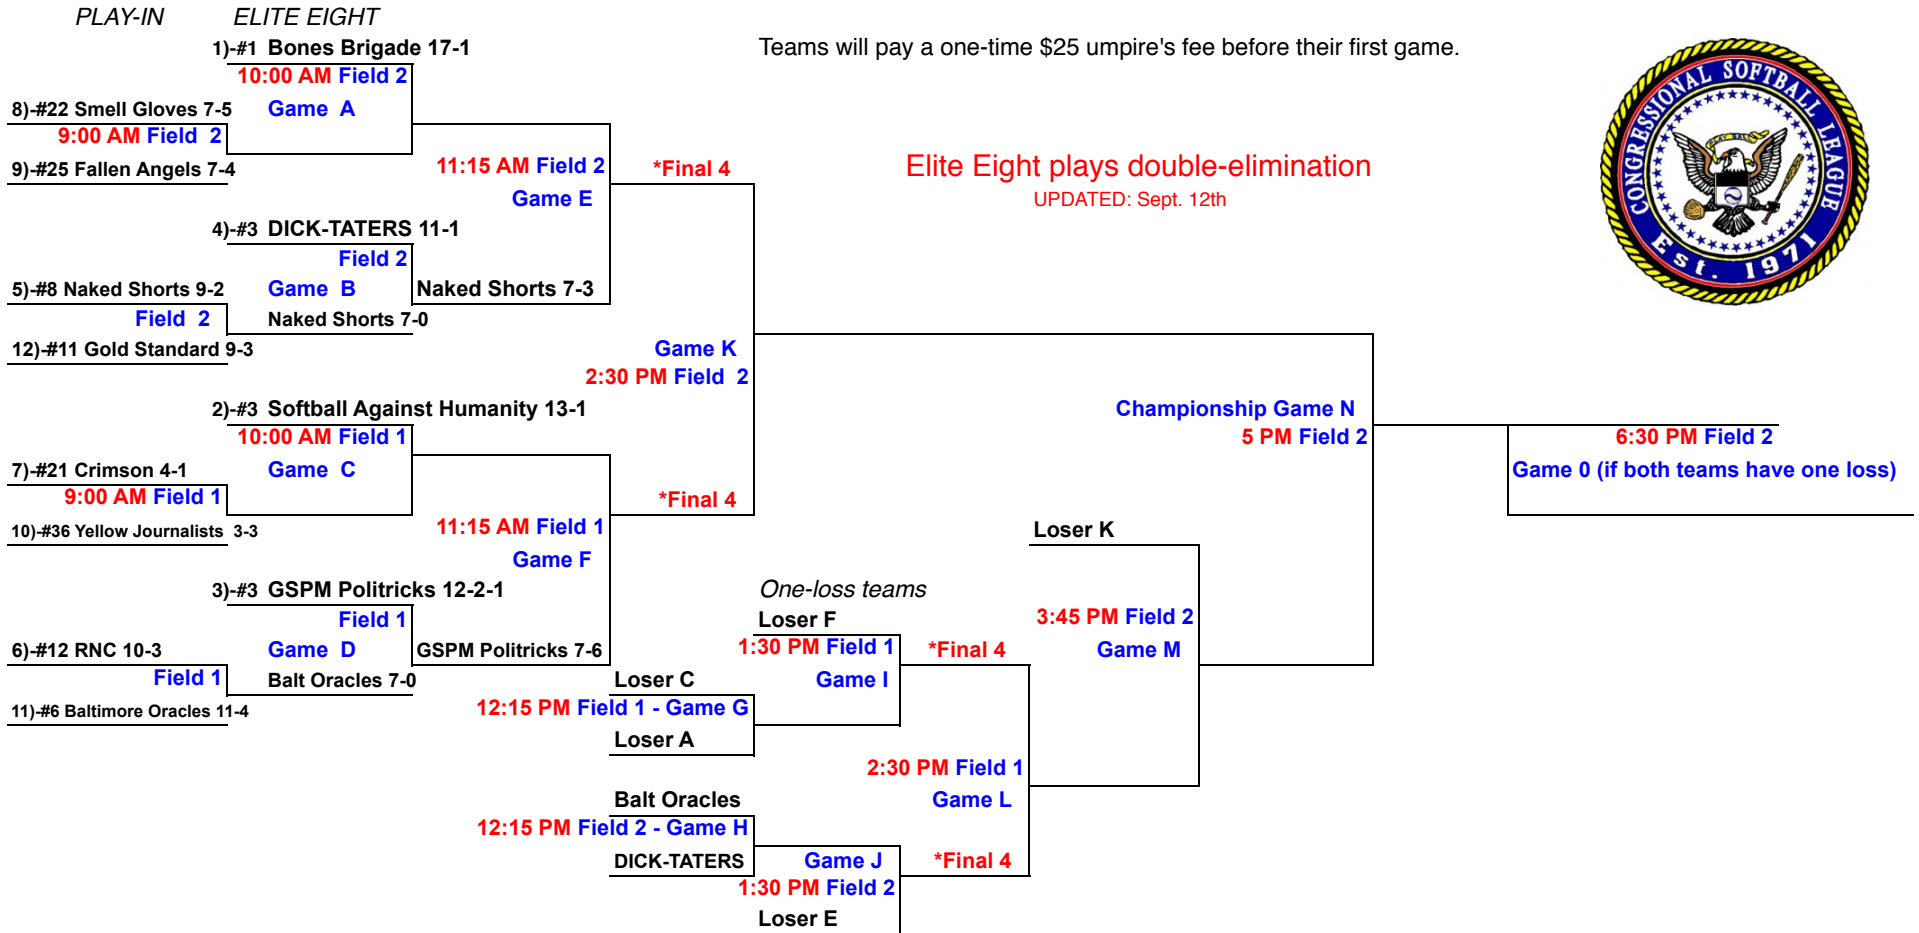 PLAY-IN ELITE EIGHT
1)-#1 Bones Brigade 17-1
Teams will pay a one-time $25 umpire's fee before their first game.
10:00 AM Field 2
8)-#22 Smell Gloves 7-5
Game A
9:00 AM Field 2
9)-#25 Fallen Angels 7-4
11:15 AM Field 2
*Final 4
Elite Eight plays double-elimination
Game E
UPDATED: Sept. 12th
CONGRESSIONAL SOFTBALL LEAGUE
PLAY BALL
Est. 1971
4)-#3 DICK-TATERS 11-1
Field 2
5)-#8 Naked Shorts 9-2
Game B
Naked Shorts 7-3
Field 2
Naked Shorts 7-0
12)-#11 Gold Standard 9-3
Game K
2:30 PM Field 2
2)-#3 Softball Against Humanity 13-1
Championship Game N
10:00 AM Field 1
5 PM Field 2
6:30 PM Field 2
7)-#21 Crimson 4-1
Game C
Game 0 (if both teams have one loss)
9:00 AM Field 1
*Final 4
10)-#36 Yellow Journalists 3-3
11:15 AM Field 1
Loser K
Game F
3)-#3 GSPM Politricks 12-2-1
One-loss teams
Field 1
Loser F
3:45 PM Field 2
6)-#12 RNC 10-3
Game D
GSPM Politricks 7-6
1:30 PM Field 1
*Final 4
Game M
Field 1
Balt Oracles 7-0
Loser C
Game I
11)-#6 Baltimore Oracles 11-4
12:15 PM Field 1 - Game G
Loser A
2:30 PM Field 1
Balt Oracles
Game L
12:15 PM Field 2 - Game H
DICK-TATERS
Game J
*Final 4
1:30 PM Field 2
Loser E